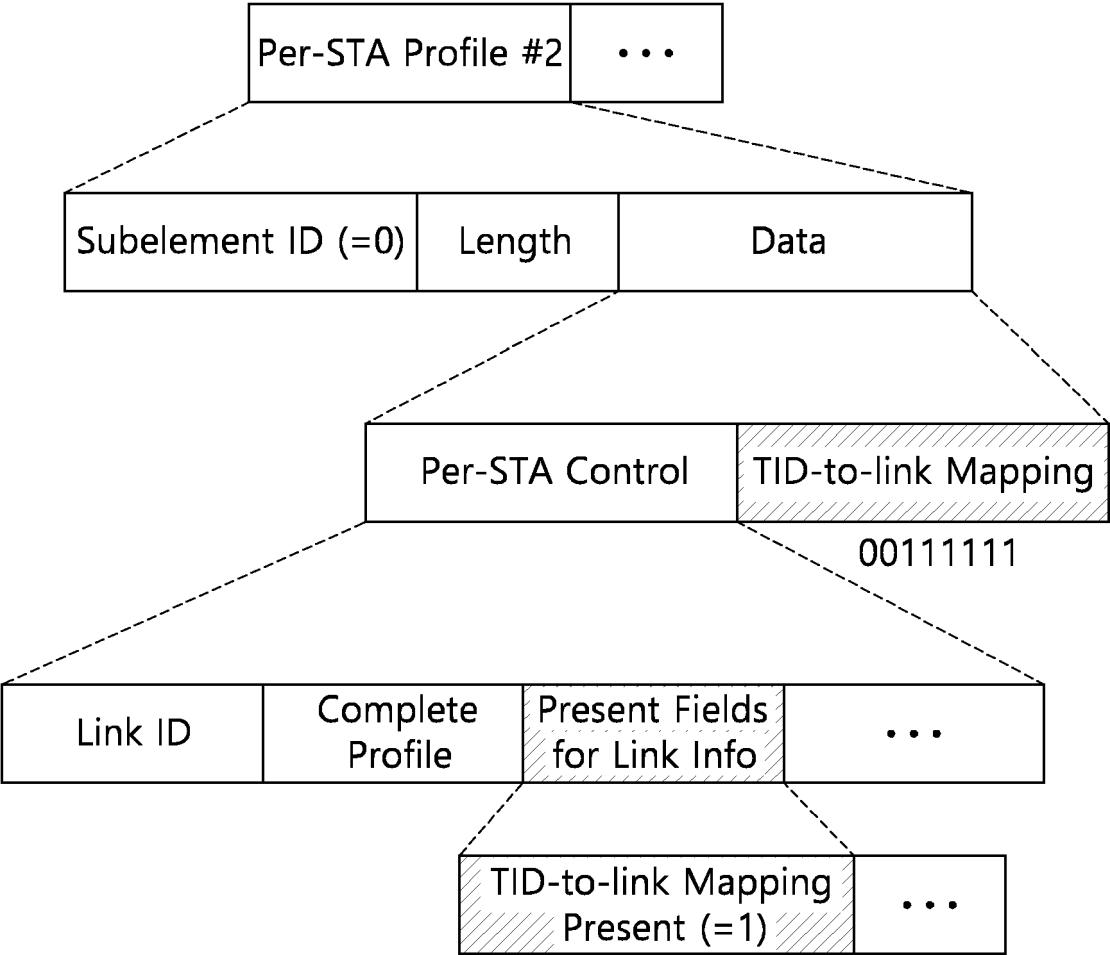 Per-STA Profile #2
...
Subelement ID (=0)
Length
Data
Per-STA Control
TID-to-link Mapping
00111111
Link ID
Complete
Profile
Present Fields
for Link Info
...
TID-to-link Mapping
Present (=1)
...